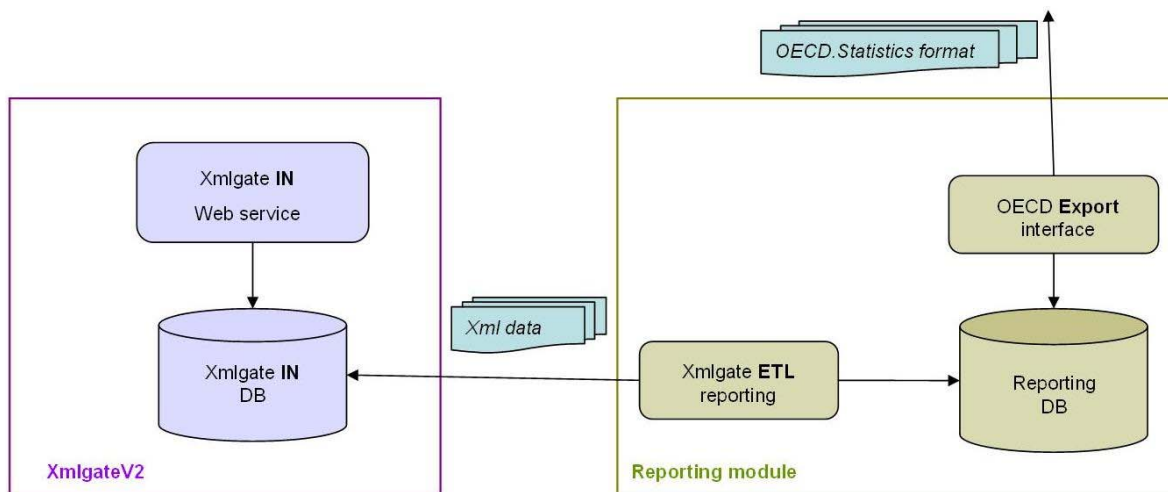 OECD.Statistics format
Xmlgate IN
Web service
OECD Export
interface
Xml data
Xmlgate IN
DB
Xmlgate ETL
reporting
Reporting
DB
XmlgateV2
Reporting module